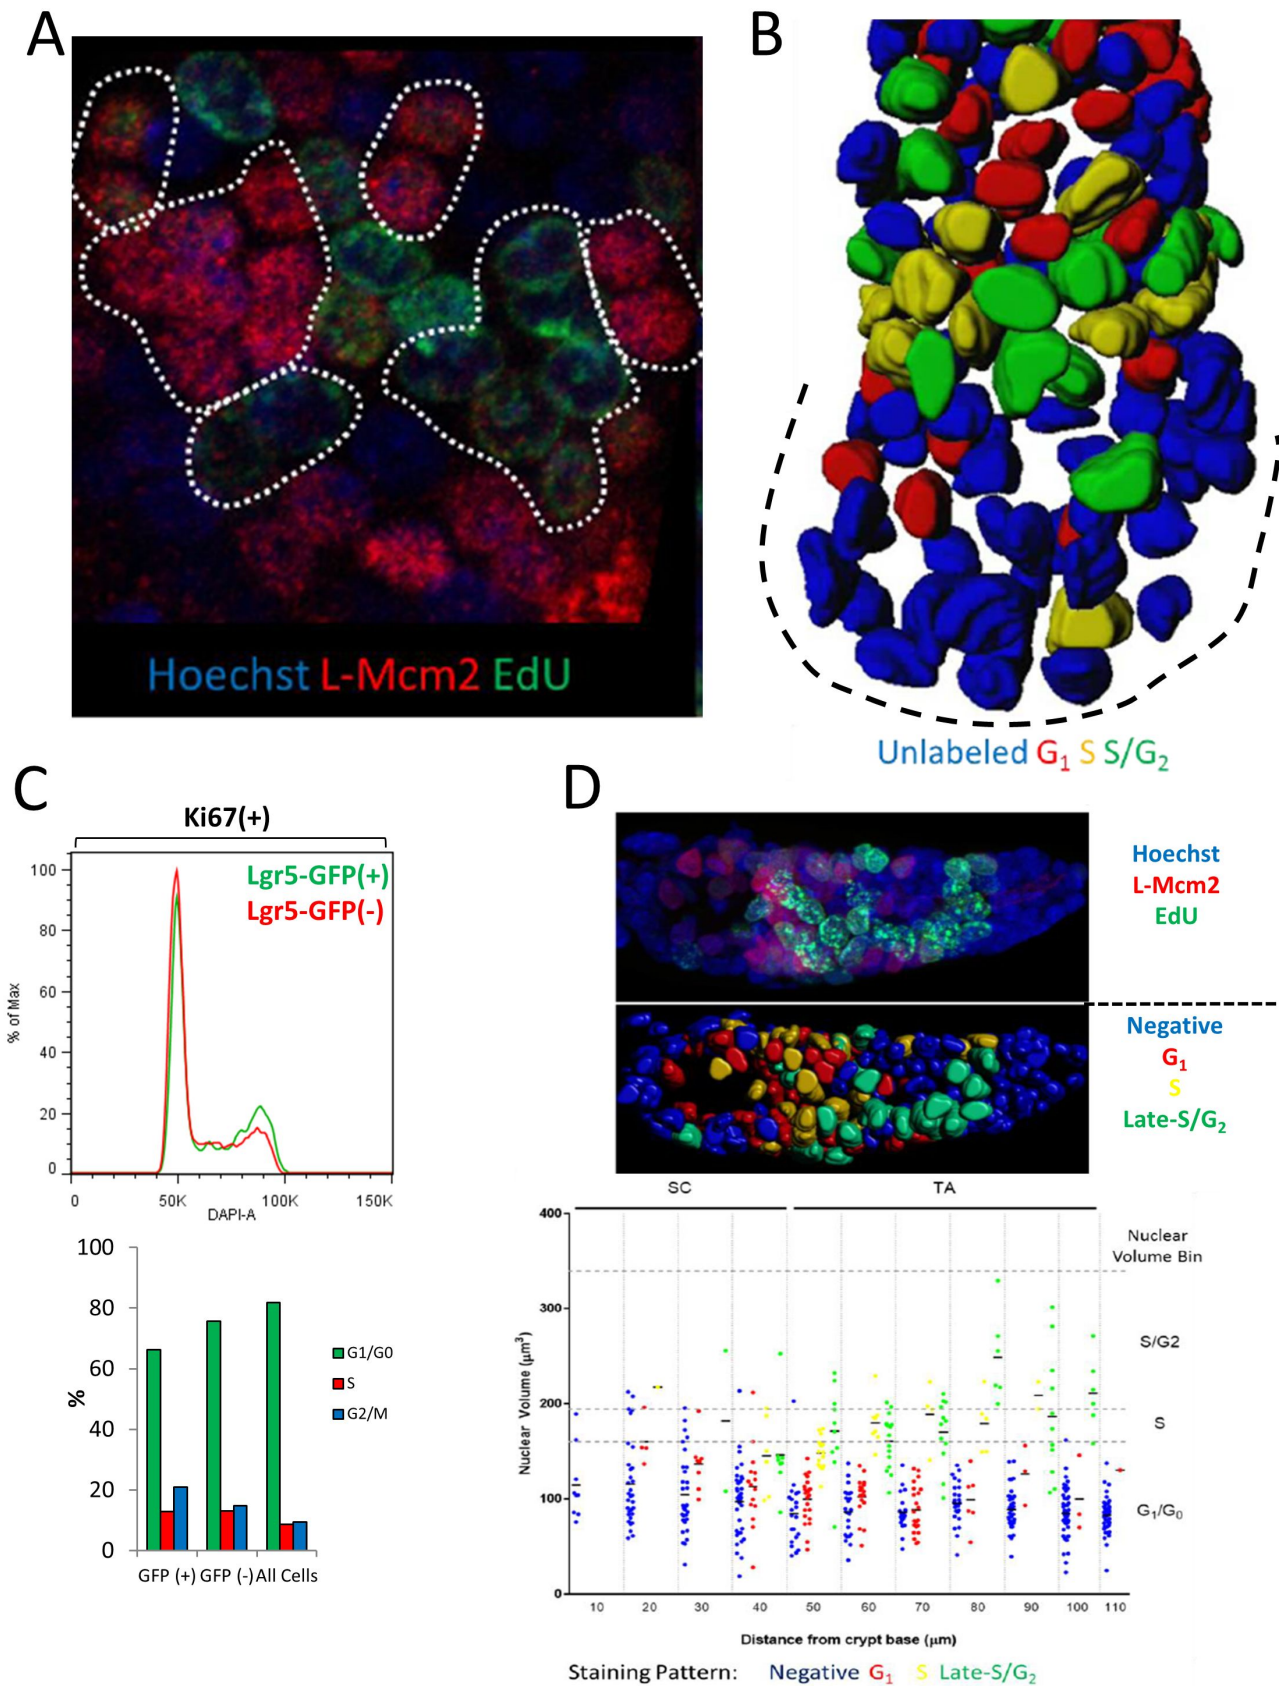 A
B
Hoechst L-Mcm2 EdU
Unlabeled G1 S S/G2
C
Ki67(+)
Lgr5-GFP(+)
Lgr5-GFP(-)
100
80
60
40
20
0
% of Max
0 50K 100K 150K
DAPI-A
100
80
60
40
20
0
%
G1/G0
S
G2/M
GFP (+) GFP (-) All Cells
D
Hoechst
L-Mcm2
EdU
Negative
G1
S
Late-S/G2
SC TA
400
300
200
100
0
Nuclear Volume (μm3)
Nuclear
Volume Bin
S/G2
S
G1/G0
10 20 30 40 50 60 70 80 90 100 110
Distance from crypt base (μm)
Staining Pattern: Negative G1 S Late-S/G2